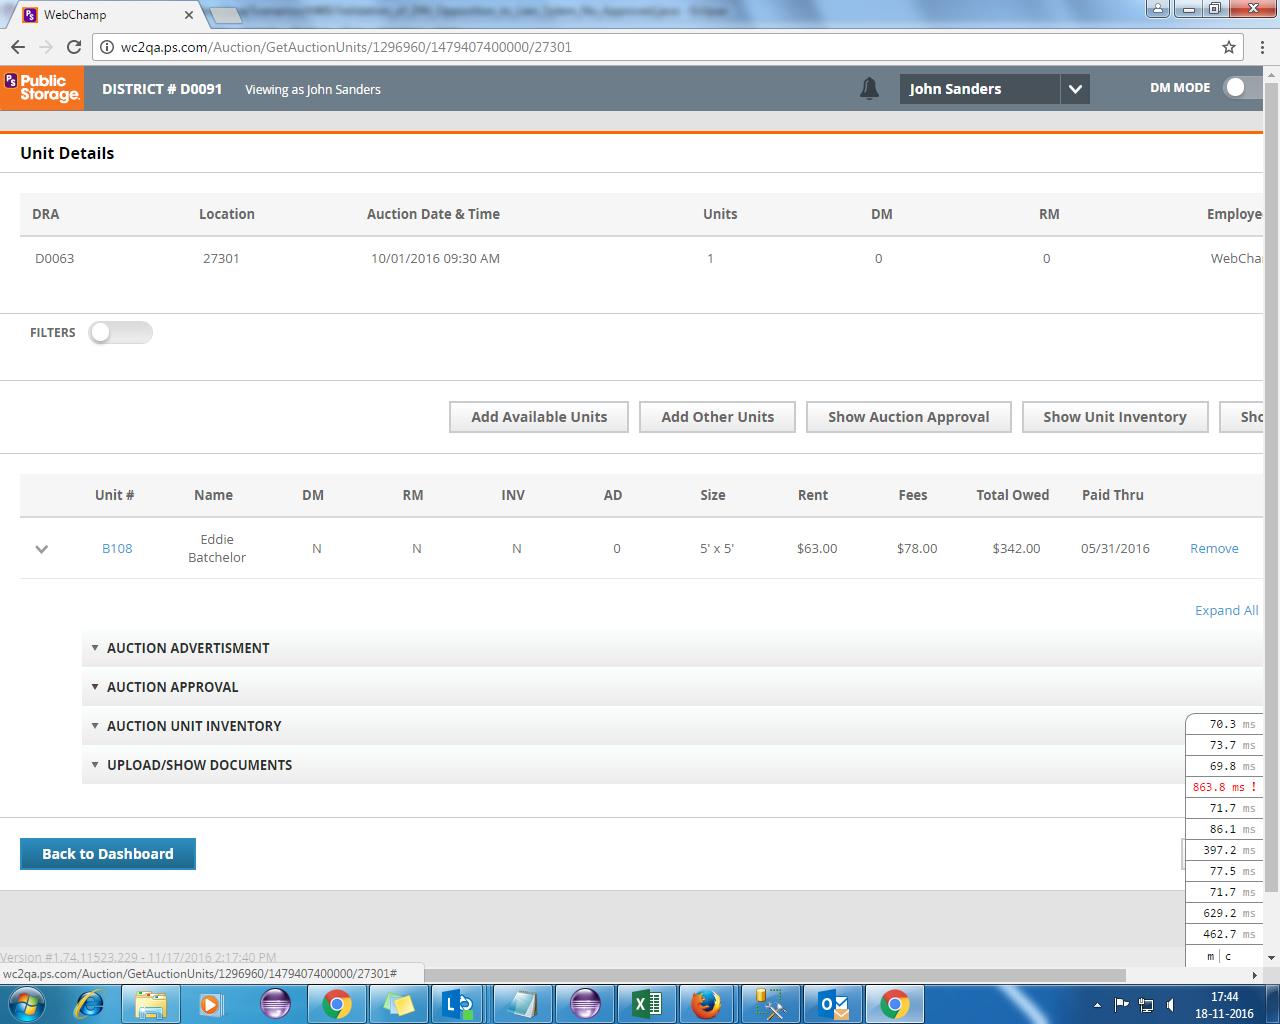 WebChamp
wc2qa.ps.com/Auction/GetAuctionUnits/1296960/1479407400000/27301
PS Public Storage.
DISTRICT # D0091 Viewing as John Sanders John Sanders DM MODE
Unit Details
DRA Location Auction Date & Time Units DM RM Employe
D0063 27301 10/01/2016 09:30 AM 1 0 0 WebCha
FILTERS
Add Available Units Add Other Units Show Auction Approval Show Unit Inventory Sho
Unit # Name DM RM INV AD Size Rent Fees Total Owed Paid Thru
B108 Eddie Batchelor N N N 0 5' x 5' $63.00 $78.00 $342.00 05/31/2016 Remove
Expand All
AUCTION ADVERTISMENT
AUCTION APPROVAL
AUCTION UNIT INVENTORY
UPLOAD/SHOW DOCUMENTS
70.3 ms
73.7 ms
69.8 ms
863.8 ms !
71.7 ms
86.1 ms
397.2 ms
77.5 ms
71.7 ms
629.2 ms
462.7 ms
m | c
Back to Dashboard
Version #1.74.11523.229 - 11/17/2016 2:17:40 PM
wc2qa.ps.com/Auction/GetAuctionUnits/1296960/1479407400000/27301#
17:44
18-11-2016